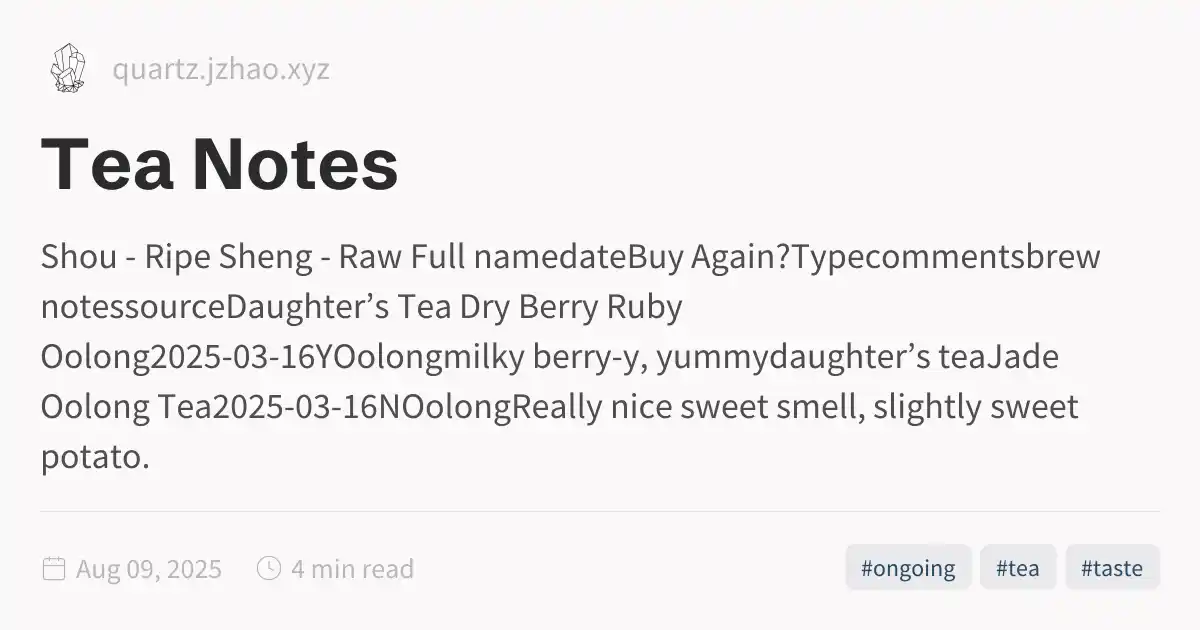 quartz.jzhao.xyz
Tea Notes
Shou - Ripe Sheng - Raw Full namedateBuy Again?Typecommentsbrew
notessourceDaughter’s Tea Dry Berry Ruby
Oolong2025-03-16YOolongmilky berry-y, yummydaughter’s teaJade
Oolong Tea2025-03-16NOolongReally nice sweet smell, slightly sweet
potato.
Aug 09, 2025 4 min read #ongoing #tea #taste